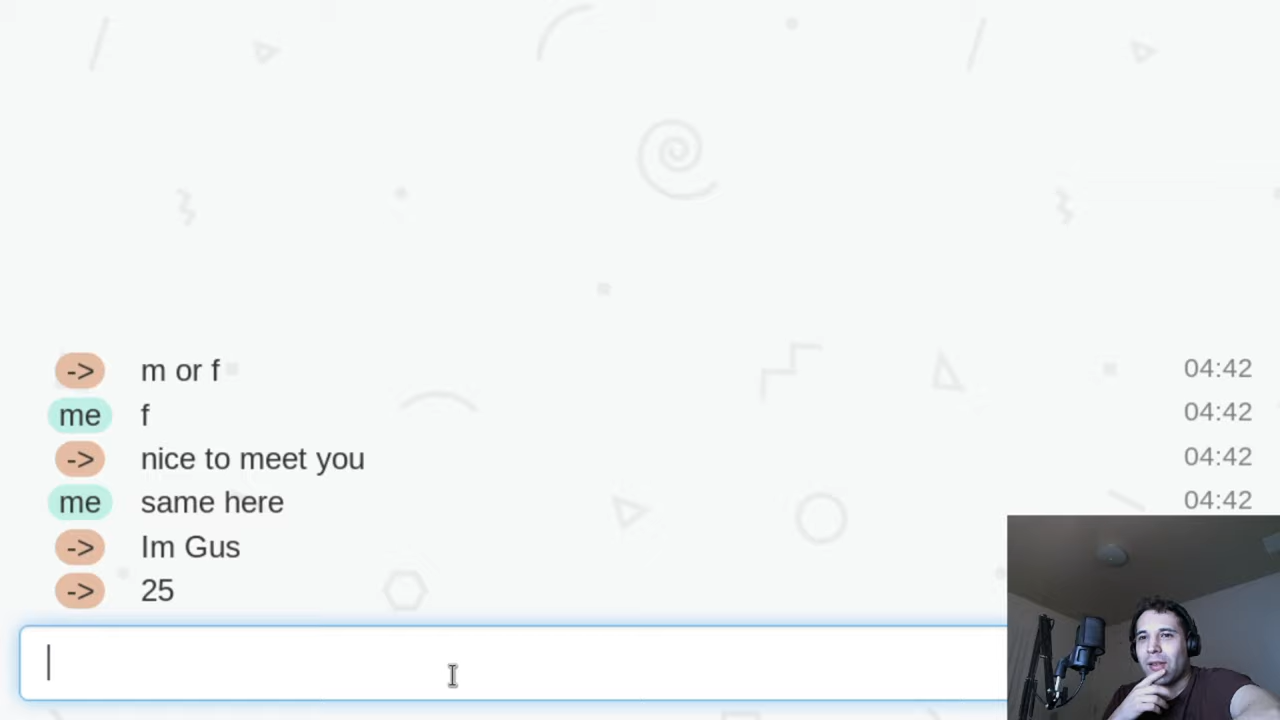 -> m or f 04:42
me f 04:42
-> nice to meet you 04:42
me same here 04:42
-> Im Gus
-> 25